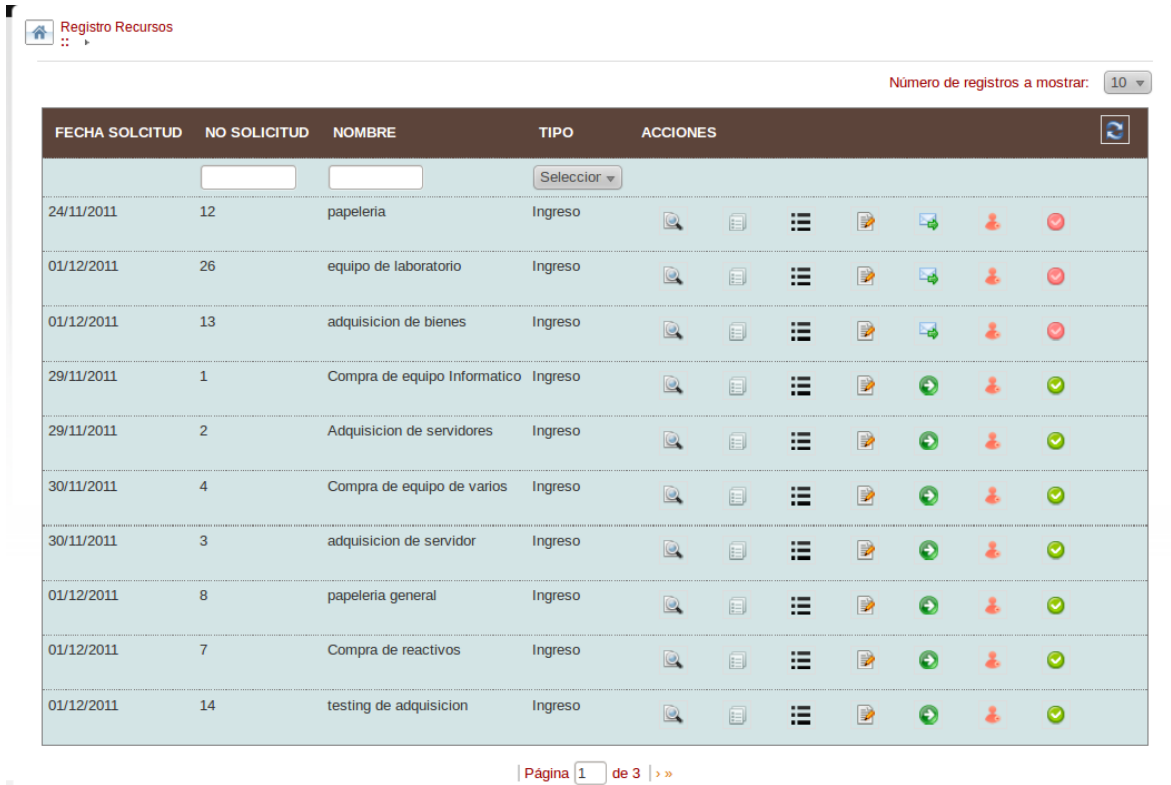 Registro Recursos
::
Número de registros a mostrar: 10
FECHA SOLCITUD NO SOLICITUD NOMBRE TIPO ACCIONES
Seleccior
24/11/2011 12 papeleria Ingreso
01/12/2011 26 equipo de laboratorio Ingreso
01/12/2011 13 adquisicion de bienes Ingreso
29/11/2011 1 Compra de equipo Informatico Ingreso
29/11/2011 2 Adquisicion de servidores Ingreso
30/11/2011 4 Compra de equipo de varios Ingreso
30/11/2011 3 adquisicion de servidor Ingreso
01/12/2011 8 papeleria general Ingreso
01/12/2011 7 Compra de reactivos Ingreso
01/12/2011 14 testing de adquisicion Ingreso
Página 1 de 3 › »